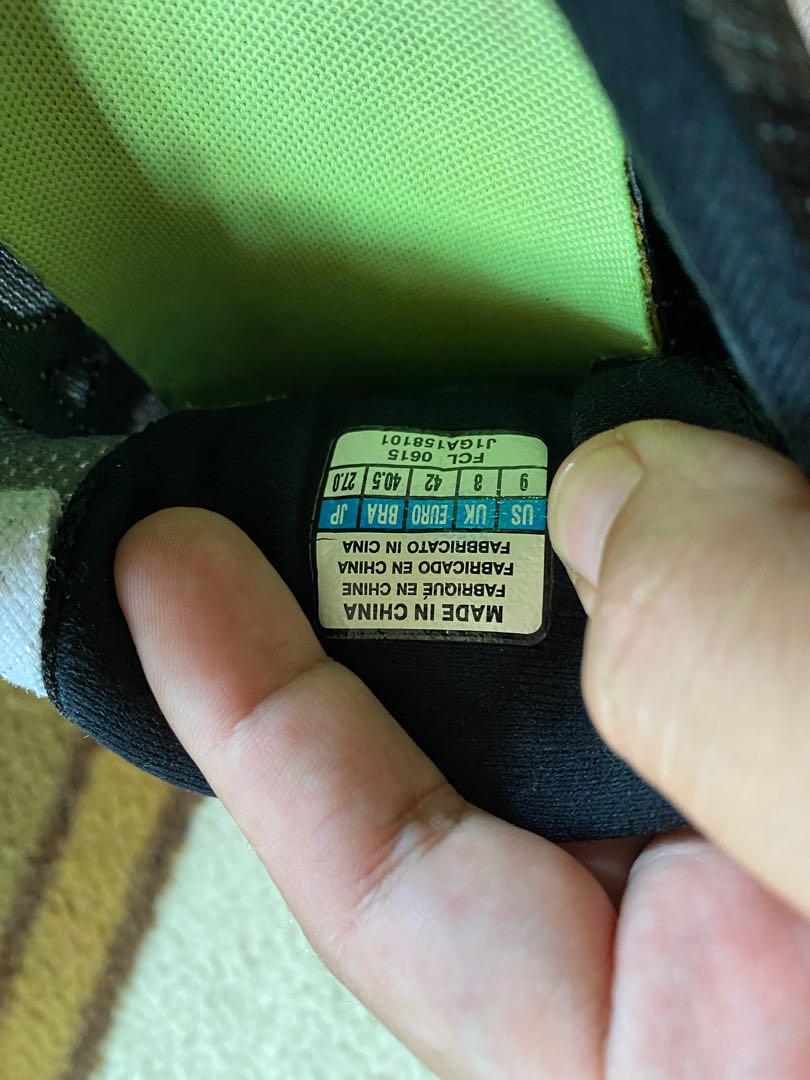 MADE IN CHINA
FABRIQUÉ EN CHINE
FABRICADO EN CHINA
FABBRICATO IN CINA
US UK EURO BRA JP
9 8 42 40.5 27.0
FCL 0615
J1GA158101